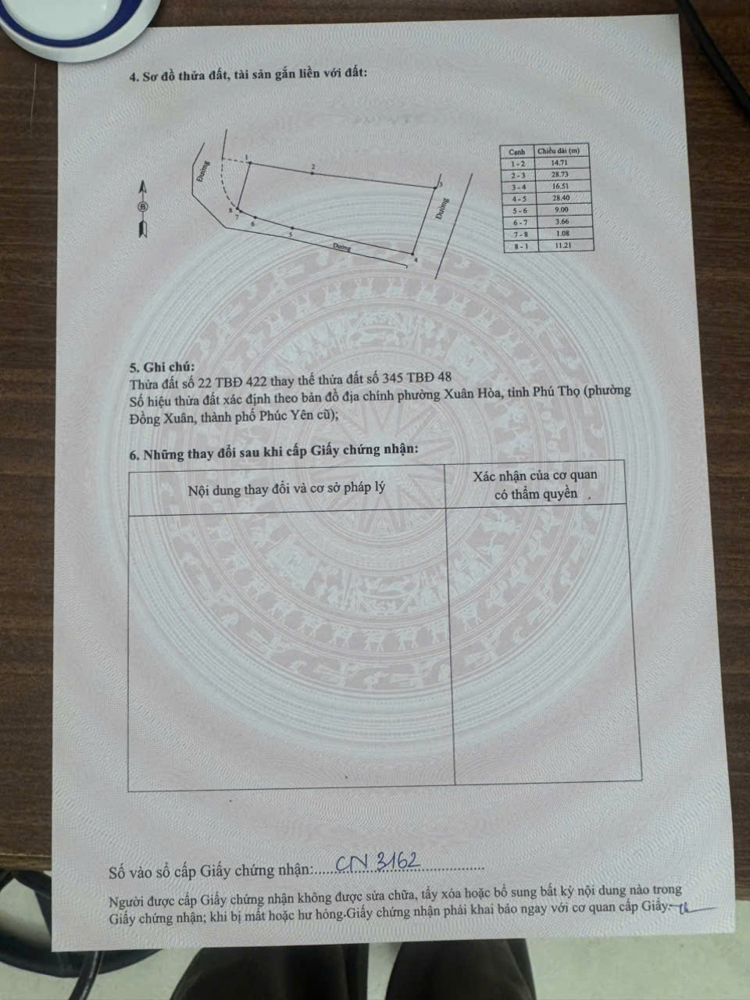 4. Sơ đồ thửa đất, tài sản gắn liền với đất:
Đường
1
2
3
Đường
B
8
7
6
5
Đường
4
Cạnh Chiều dài (m)
1 - 2 14.71
2 - 3 28.73
3 - 4 16.51
4 - 5 28.40
5 - 6 9.00
6 - 7 3.66
7 - 8 1.08
8 - 1 11.21
5. Ghi chú:
Thửa đất số 22 TBĐ 422 thay thế thửa đất số 345 TBĐ 48
Số hiệu thửa đất xác định theo bản đồ địa chính phường Xuân Hòa, tỉnh Phú Thọ (phường
Đồng Xuân, thành phố Phúc Yên cũ);
6. Những thay đổi sau khi cấp Giấy chứng nhận:
Nội dung thay đổi và cơ sở pháp lý
Xác nhận của cơ quan
có thẩm quyền
Số vào sổ cấp Giấy chứng nhận:....CN 3162....
Người được cấp Giấy chứng nhận không được sửa chữa, tẩy xóa hoặc bổ sung bất kỳ nội dung nào trong
Giấy chứng nhận; khi bị mất hoặc hư hỏng Giấy chứng nhận phải khai báo ngay với cơ quan cấp Giấy.